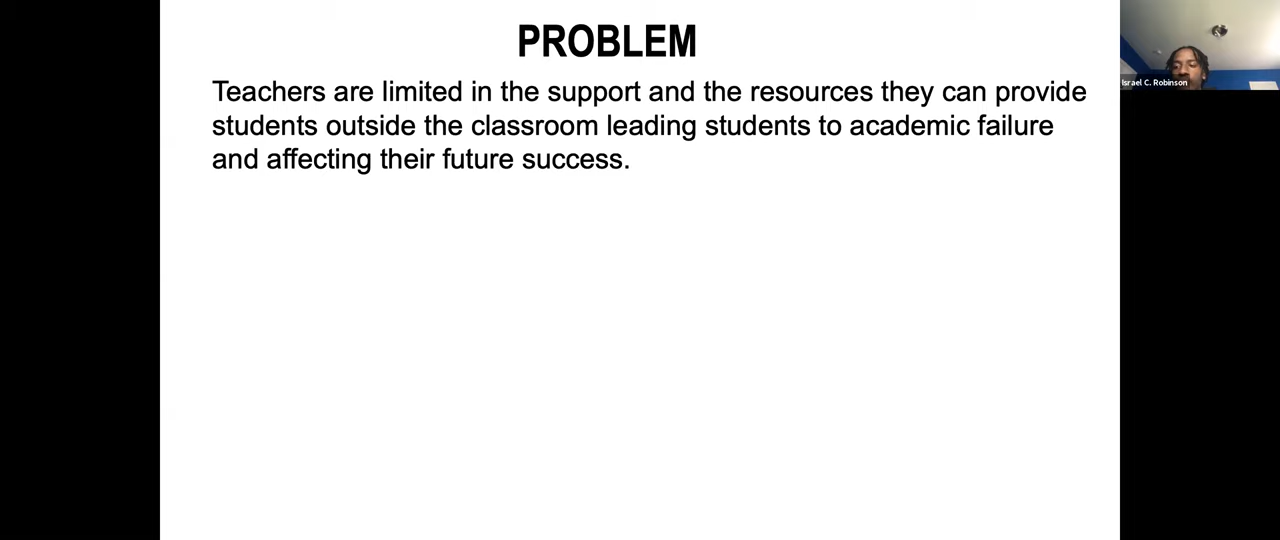 PROBLEM
Teachers are limited in the support and the resources they can provide
students outside the classroom leading students to academic failure
and affecting their future success.
Israel C. Robinson